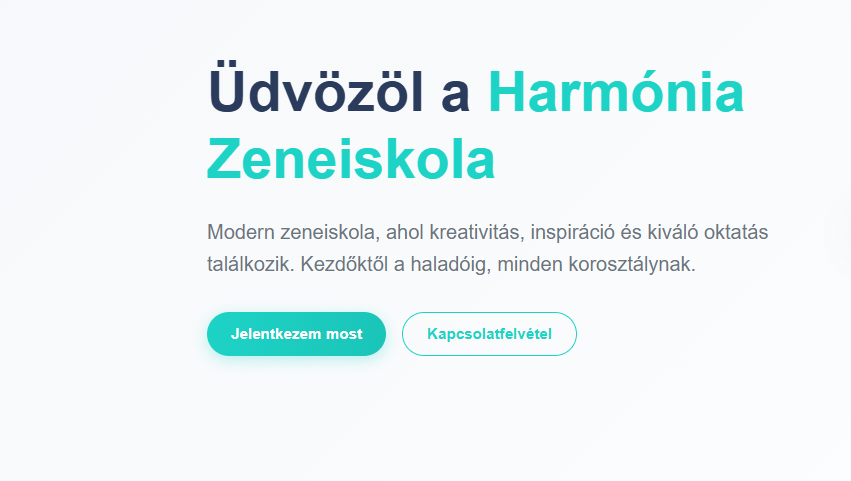 Üdvözöl a Harmónia
Zeneiskola
Modern zeneiskola, ahol kreativitás, inspiráció és kiváló oktatás
találkozik. Kezdőktől a haladóig, minden korosztálynak.
Jelentkezem most
Kapcsolatfelvétel